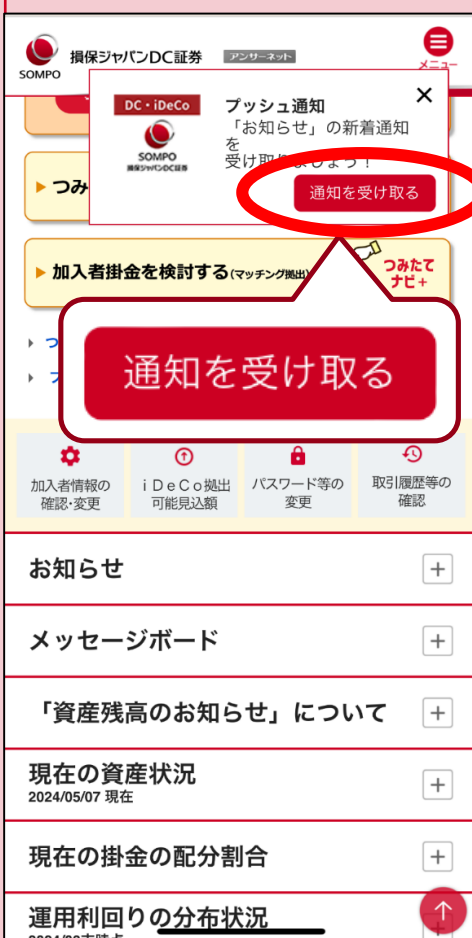 SOMPO
損保ジャパンDC証券
アンサーネット
メニュー
DC・iDeCo
SOMPO
損保ジャパンDC証券
プッシュ通知
「お知らせ」の新着通知
を
受け取りましょう！
通知を受け取る
つみ
加入者掛金を検討する(マッチング拠出)
つみたて
ナビ+
通知を受け取る
加入者情報の
確認・変更
ｉＤｅＣｏ拠出
可能見込額
パスワード等の
変更
取引履歴等の
確認
お知らせ
メッセージボード
「資産残高のお知らせ」について
現在の資産状況
2024/05/07 現在
現在の掛金の配分割合
運用利回りの分布状況